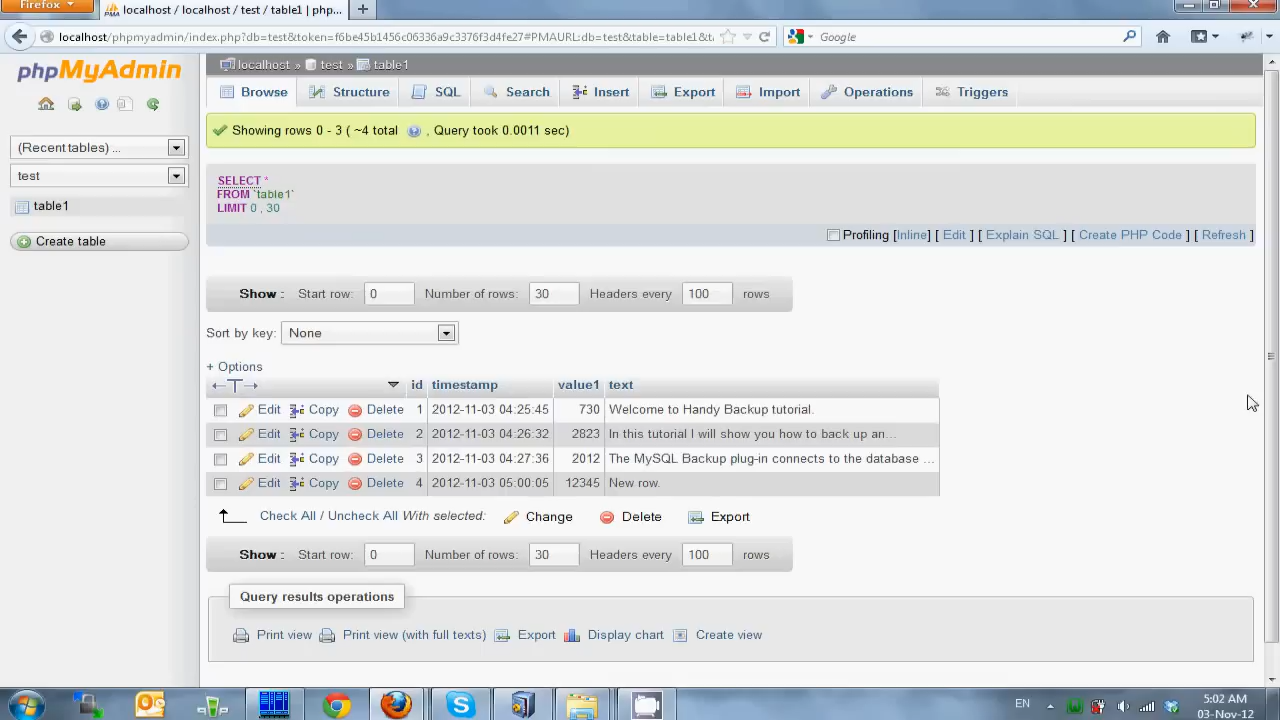 Firefox
localhost / localhost / test / table1 | php...
localhost/phpmyadmin/index.php?db=test&token=f6be45b1456c06336a9c3376f3d4fe27#PMAURL:db=test&table=table1&t
Google
phpMyAdmin
localhost » test » table1
Browse Structure SQL Search Insert Export Import Operations Triggers
(Recent tables) ...
test
table1
Create table
Showing rows 0 - 3 ( ~4 total , Query took 0.0011 sec)
SELECT *
FROM `table1`
LIMIT 0 , 30
Profiling [Inline] [ Edit ] [ Explain SQL ] [ Create PHP Code ] [ Refresh ]
Show : Start row: 0 Number of rows: 30 Headers every 100 rows
Sort by key: None
+ Options
←T→ id timestamp value1 text
Edit Copy Delete 1 2012-11-03 04:25:45 730 Welcome to Handy Backup tutorial.
Edit Copy Delete 2 2012-11-03 04:26:32 2823 In this tutorial I will show you how to back up an...
Edit Copy Delete 3 2012-11-03 04:27:36 2012 The MySQL Backup plug-in connects to the database ...
Edit Copy Delete 4 2012-11-03 05:00:05 12345 New row.
Check All / Uncheck All With selected: Change Delete Export
Show : Start row: 0 Number of rows: 30 Headers every 100 rows
Query results operations
Print view Print view (with full texts) Export Display chart Create view
EN
5:02 AM
03-Nov-12